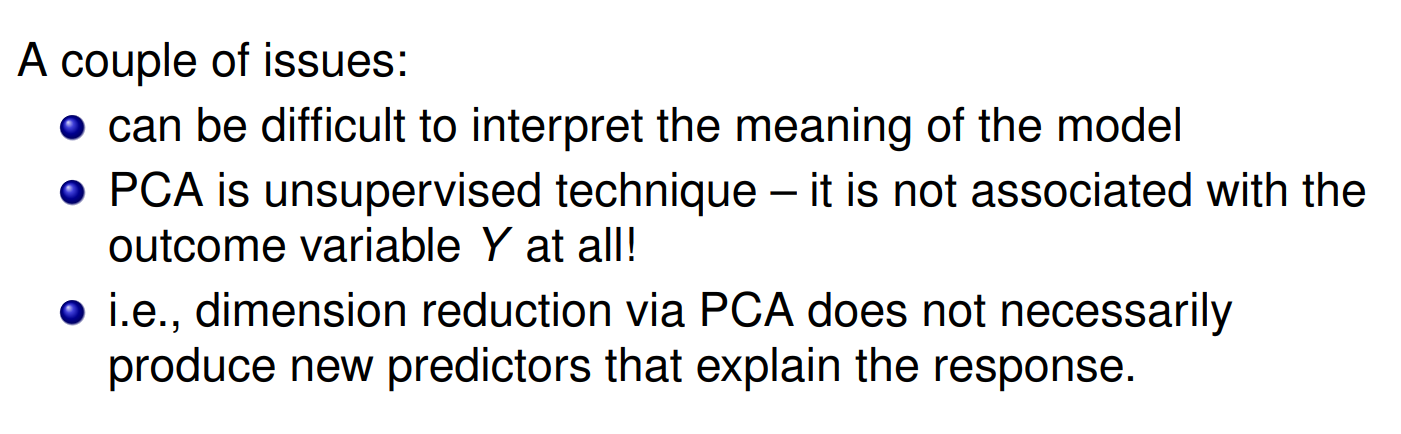 A couple of issues:
can be difficult to interpret the meaning of the model
PCA is unsupervised technique – it is not associated with the
outcome variable Y at all!
i.e., dimension reduction via PCA does not necessarily
produce new predictors that explain the response.